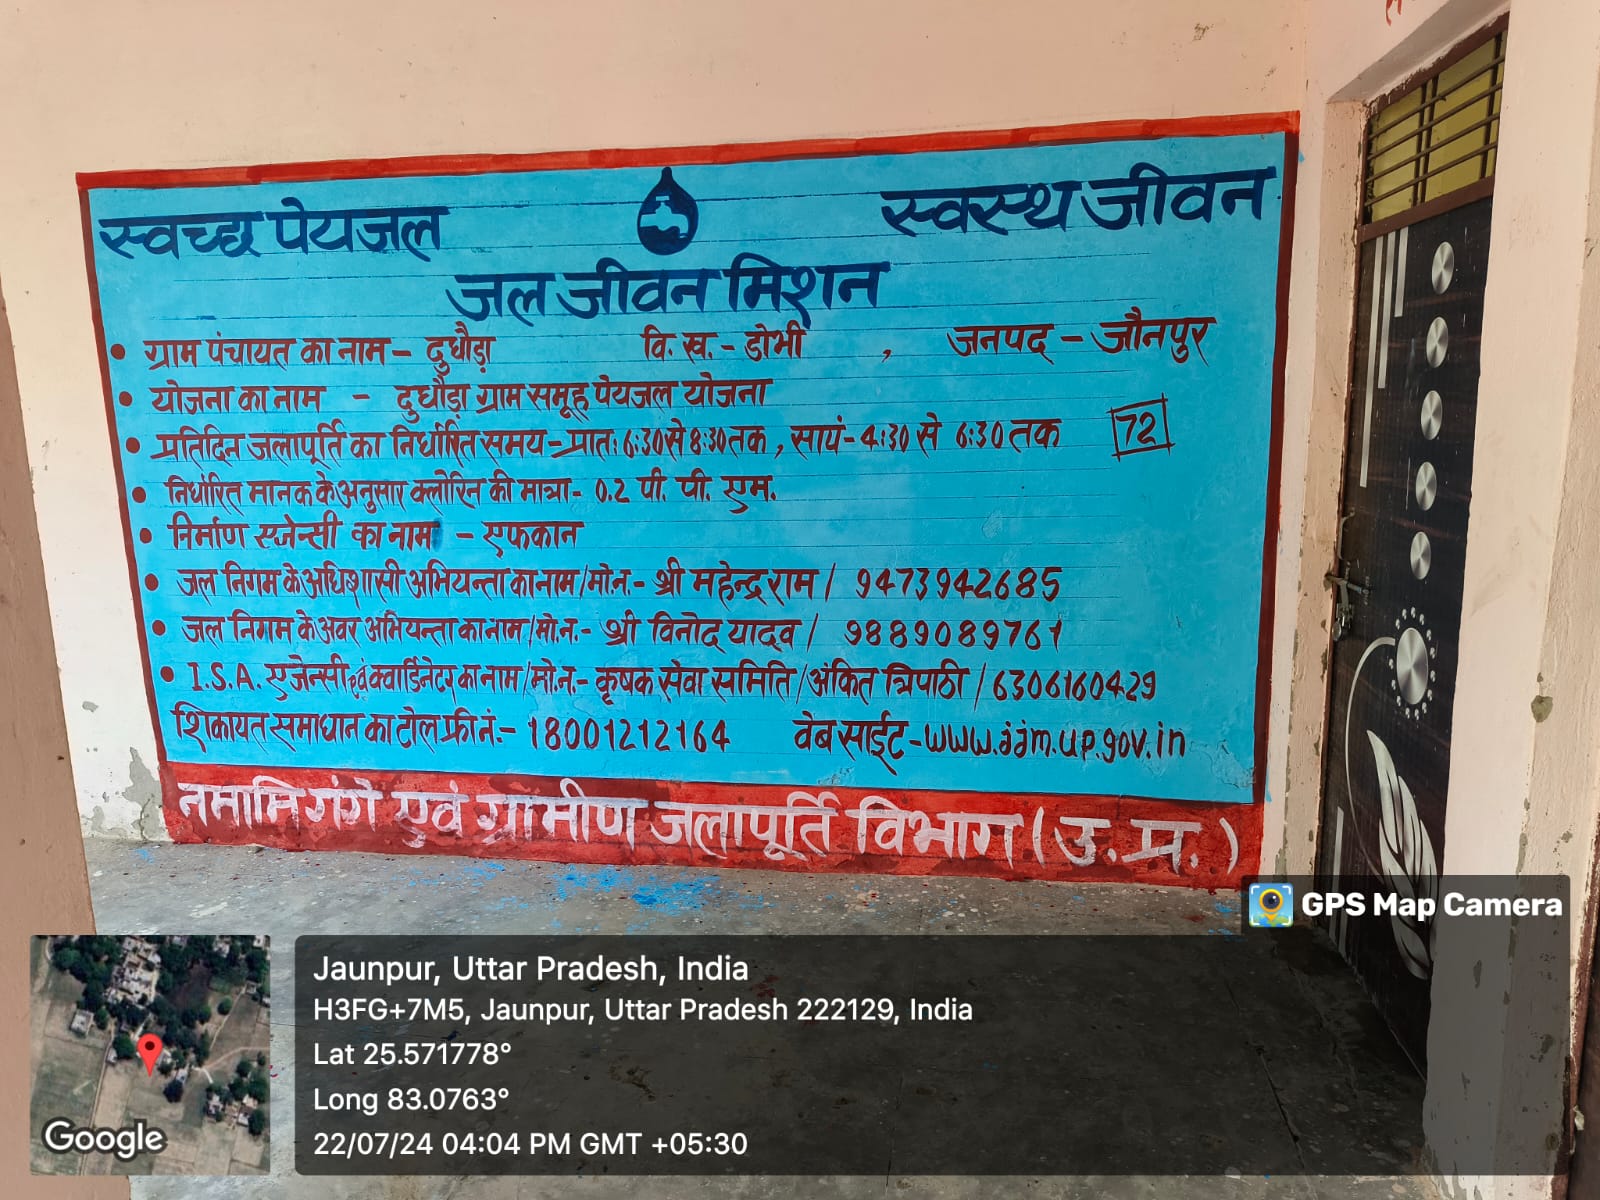 स्वच्छ पेयजल स्वस्थ जीवन
जल जीवन मिशन
• ग्राम पंचायत का नाम – दुधौड़ा वि. ख. - डोभी , जनपद – जौनपुर
• योजना का नाम – दुधौड़ा ग्राम समूह पेयजल योजना
• प्रतिदिन जलापूर्ति का निर्धारित समय – प्रातः 6:30 से 8:30 तक , सायं - 4:30 से 6:30 तक 72
• निर्धारित मानक के अनुसार क्लोरिन की मात्रा - 0.2 पी. पी. एम.
• निर्माण एजेन्सी का नाम – एफकान
• जल निगम के अधिशासी अभियन्ता का नाम/मो.न.- श्री महेन्द्र राम / 9473942685
• जल निगम के अवर अभियन्ता का नाम/मो.न.- श्री विनोद यादव / 9889089761
• I.S.A. एजेन्सी एवं क्वार्डिनेटर का नाम/मो.न.- कृषक सेवा समिति/अंकित त्रिपाठी / 6306160429
शिकायत समाधान का टोल फ्री नं.- 18001212164 वेब साईट -www.jjm.up.gov.in
नमामि गंगे एवं ग्रामीण जलापूर्ति विभाग (उ.प्र.)
GPS Map Camera
Jaunpur, Uttar Pradesh, India
H3FG+7M5, Jaunpur, Uttar Pradesh 222129, India
Lat 25.571778°
Long 83.0763°
22/07/24 04:04 PM GMT +05:30
Google